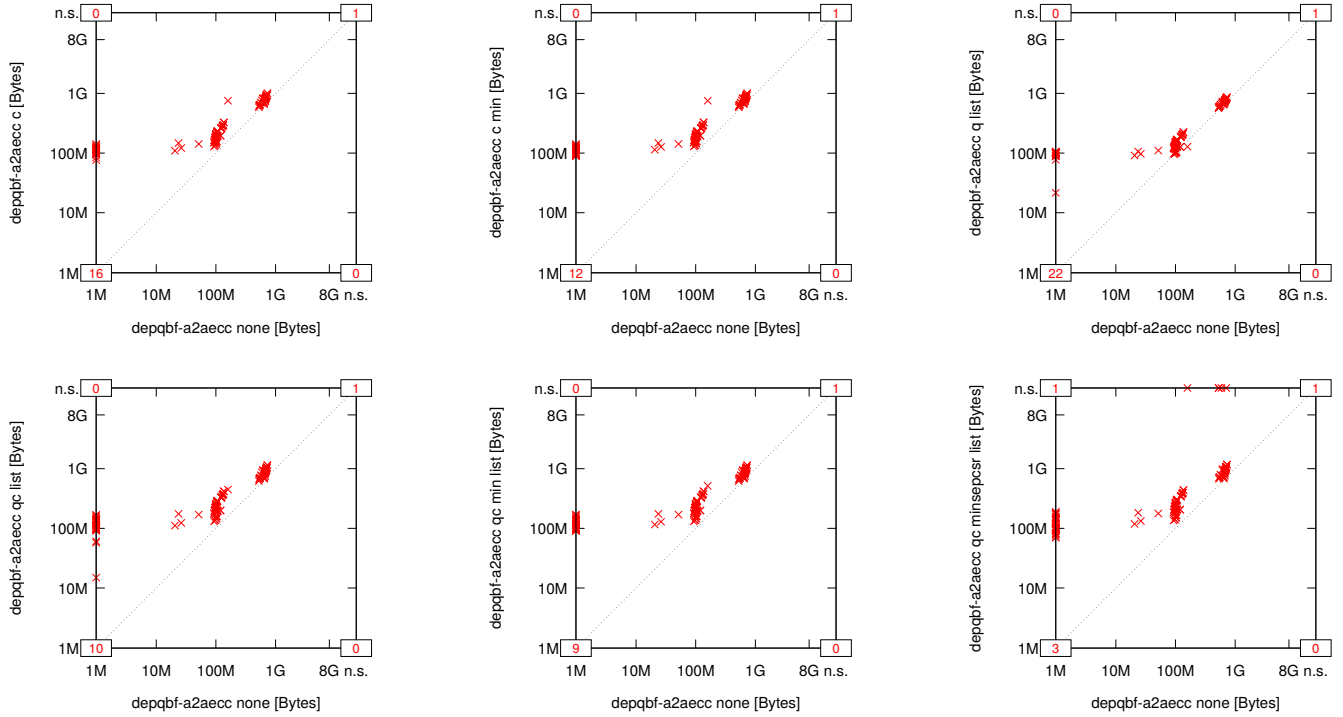 n.s. 0 1
8G
1G
100M
10M
1M 16 0
1M 10M 100M 1G 8G n.s.
depqbf-a2aecc c [Bytes]
depqbf-a2aecc none [Bytes]
n.s. 0 1
8G
1G
100M
10M
1M 12 0
1M 10M 100M 1G 8G n.s.
depqbf-a2aecc c min [Bytes]
depqbf-a2aecc none [Bytes]
n.s. 0 1
8G
1G
100M
10M
1M 22 0
1M 10M 100M 1G 8G n.s.
depqbf-a2aecc q list [Bytes]
depqbf-a2aecc none [Bytes]
n.s. 0 1
8G
1G
100M
10M
1M 10 0
1M 10M 100M 1G 8G n.s.
depqbf-a2aecc qc list [Bytes]
depqbf-a2aecc none [Bytes]
n.s. 0 1
8G
1G
100M
10M
1M 9 0
1M 10M 100M 1G 8G n.s.
depqbf-a2aecc qc min list [Bytes]
depqbf-a2aecc none [Bytes]
n.s. 1 1
8G
1G
100M
10M
1M 3 0
1M 10M 100M 1G 8G n.s.
depqbf-a2aecc qc minsepcsr list [Bytes]
depqbf-a2aecc none [Bytes]